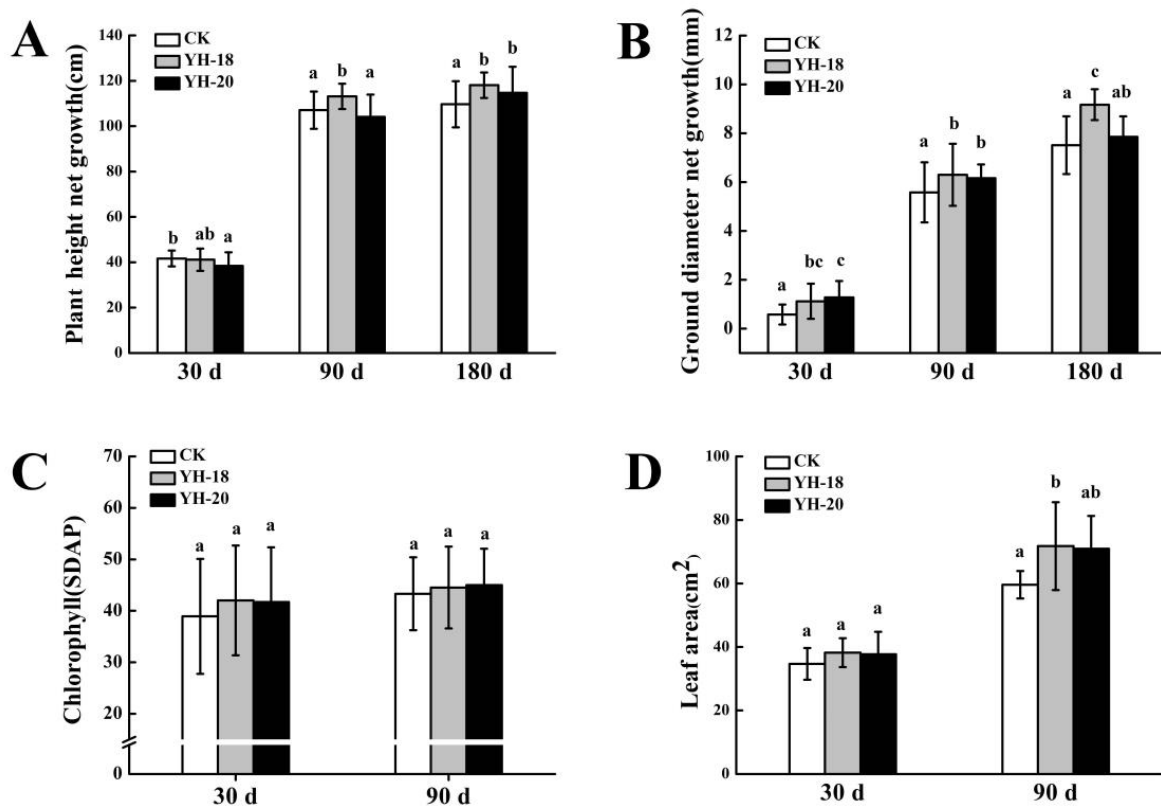 A
Plant height net growth(cm)
140
120
100
80
60
40
20
0
CK
YH-18
YH-20
b ab a
a b a
a b b
30 d 90 d 180 d
B
Ground diameter net growth(mm)
12
10
8
6
4
2
0
CK
YH-18
YH-20
a bc c
a b b
a c ab
30 d 90 d 180 d
C
Chlorophyll(SDAP)
70
60
50
40
30
20
0
CK
YH-18
YH-20
a a a
a a a
30 d 90 d
D
Leaf area(cm²)
100
80
60
40
20
0
CK
YH-18
YH-20
a a a
a b ab
30 d 90 d